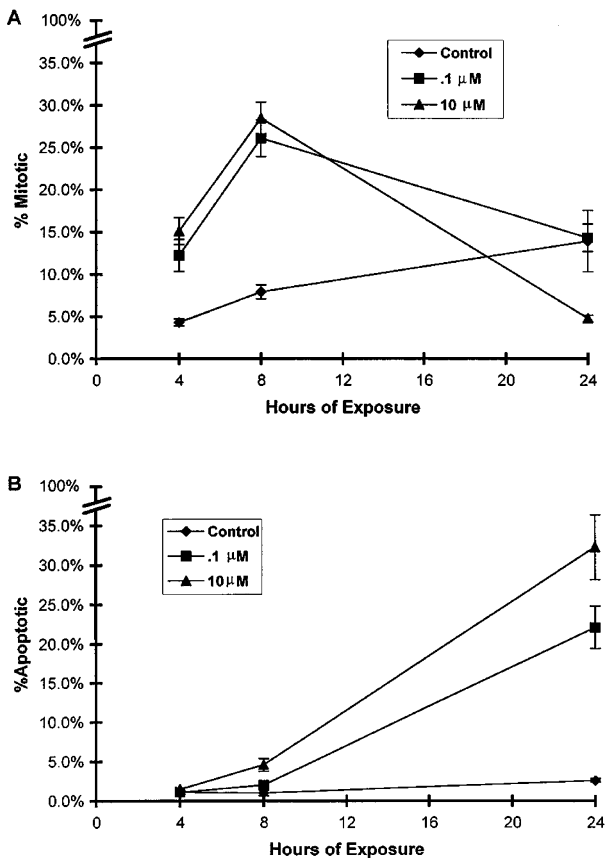 A
100%
35.0%
30.0%
25.0%
20.0%
15.0%
10.0%
5.0%
0.0%
% Mitotic
Control
.1 μM
10 μM
0 4 8 12 16 20 24
Hours of Exposure
B
100%
35.0%
30.0%
25.0%
20.0%
15.0%
10.0%
5.0%
0.0%
%Apoptotic
Control
.1 μM
10 μM
0 4 8 12 16 20 24
Hours of Exposure